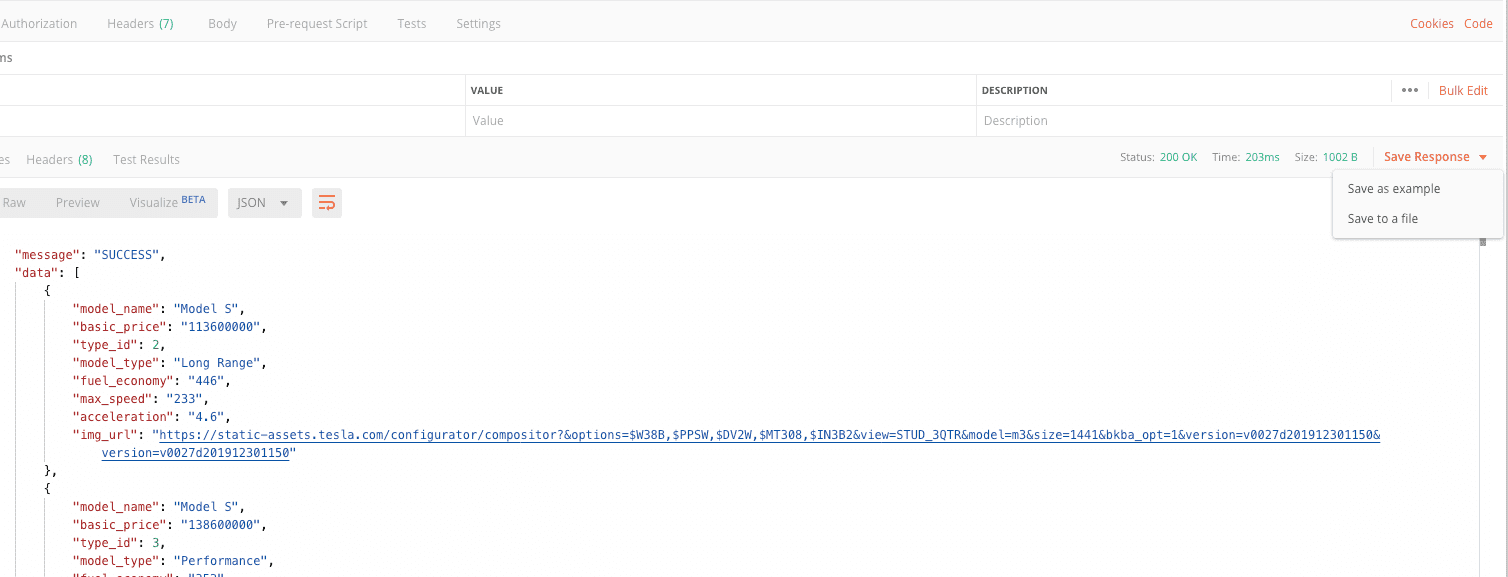 Authorization Headers (7) Body Pre-request Script Tests Settings Cookies Code
ms
VALUE DESCRIPTION ••• Bulk Edit
Value Description
es Headers (8) Test Results Status: 200 OK Time: 203ms Size: 1002 B Save Response
Save as example
Raw Preview Visualize BETA JSON
Save to a file
"message": "SUCCESS",
"data": [
{
"model_name": "Model S",
"basic_price": "113600000",
"type_id": 2,
"model_type": "Long Range",
"fuel_economy": "446",
"max_speed": "233",
"acceleration": "4.6",
"img_url": "https://static-assets.tesla.com/configurator/compositor?&options=$W38B,$PPSW,$DV2W,$MT308,$IN3B2&view=STUD_3QTR&model=m3&size=1441&bkba_opt=1&version=v0027d201912301150&
version=v0027d201912301150"
},
{
"model_name": "Model S",
"basic_price": "138600000",
"type_id": 3,
"model_type": "Performance",